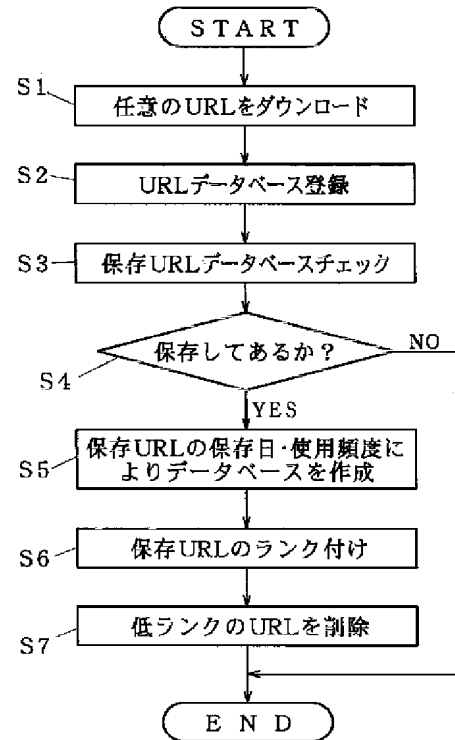 START
S1
任意のURLをダウンロード
S2
URLデータベース登録
S3
保存URLデータベースチェック
保存してあるか？
NO
S4
YES
保存URLの保存日・使用頻度に
よりデータベースを作成
S5
保存URLのランク付け
S6
低ランクのURLを削除
S7
END